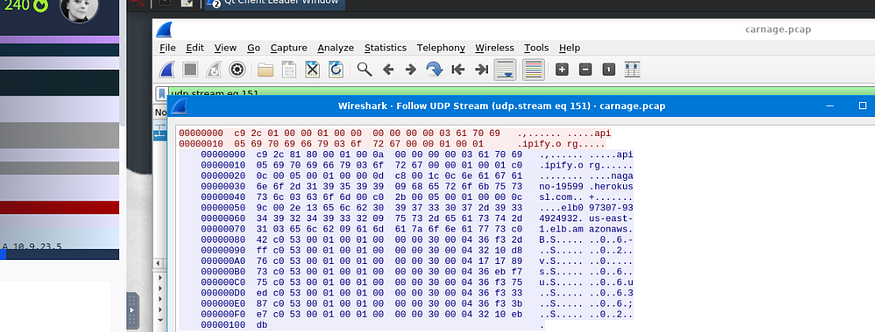 240
Qt Client Leader Window
carnage.pcap
File Edit View Go Capture Analyze Statistics Telephony Wireless Tools Help
udp.stream eq 151
No
Wireshark · Follow UDP Stream (udp.stream eq 151) · carnage.pcap
00000000 c9 2c 01 00 00 01 00 00 00 00 00 00 03 61 70 69 .,...... .....api
00000010 05 69 70 69 66 79 03 6f 72 67 00 00 01 00 01 .ipify.o rg.....
00000000 c9 2c 81 80 00 01 00 0a 00 00 00 00 03 61 70 69 .,...... .....api
00000010 05 69 70 69 66 79 03 6f 72 67 00 00 01 00 01 c0 .ipify.o rg......
00000020 0c 00 05 00 01 00 00 0d c8 00 1c 0c 6e 61 67 61 ........ ....naga
00000030 6e 6f 2d 31 39 35 39 39 09 68 65 72 6f 6b 75 73 no-19599 .herokus
00000040 73 6c 03 63 6f 6d 00 c0 2b 00 05 00 01 00 00 0c sl.com.. +.......
00000050 9c 00 2e 13 65 6c 62 30 39 37 33 30 37 2d 39 33 ....elb0 97307-93
00000060 34 39 32 34 39 33 32 09 75 73 2d 65 61 73 74 2d 4924932. us-east-
00000070 31 03 65 6c 62 09 61 6d 61 7a 6f 6e 61 77 73 c0 1.elb.am azonaws.
00000080 42 c0 53 00 01 00 01 00 00 00 30 00 04 36 f3 2d B.S..... ..0..6.-
00000090 ff c0 53 00 01 00 01 00 00 00 30 00 04 32 10 d8 ..S..... ..0..2..
000000A0 76 c0 53 00 01 00 01 00 00 00 30 00 04 17 17 89 v.S..... ..0.....
000000B0 73 c0 53 00 01 00 01 00 00 00 30 00 04 36 eb f7 s.S..... ..0..6..
000000C0 75 c0 53 00 01 00 01 00 00 00 30 00 04 36 f3 75 u.S..... ..0..6.u
000000D0 ed c0 53 00 01 00 01 00 00 00 30 00 04 36 f3 33 ..S..... ..0..6.3
000000E0 87 c0 53 00 01 00 01 00 00 00 30 00 04 36 f3 3b ..S..... ..0..6.;
000000F0 e7 c0 53 00 01 00 01 00 00 00 30 00 04 32 10 eb ..S..... ..0..2..
00000100 db .
A 10.9.23.5